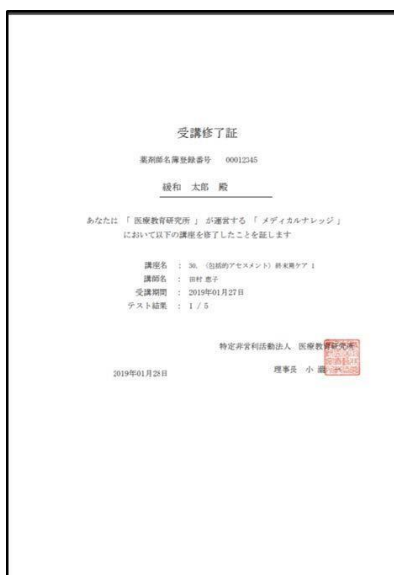 受講修了証
薬剤師名簿登録番号 00012345
緩和 太郎 殿
あなたは 「 医療教育研究所 」 が運営する 「 メディカルナレッジ 」
において以下の講座を修了したことを証します
講座名 : 30. (包括的アセスメント) 終末期ケア 1
講師名 : 田村 恵子
受講期間 : 2019年01月27日
テスト結果 : 1 / 5
特定非営利活動法人 医療教育研究所
理事長 小
2019年01月28日